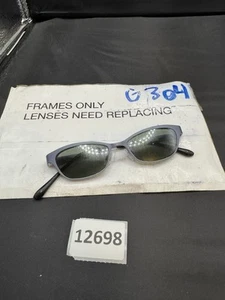 G 304
FRAMES ONLY
LENSES NEED REPLACING
12698